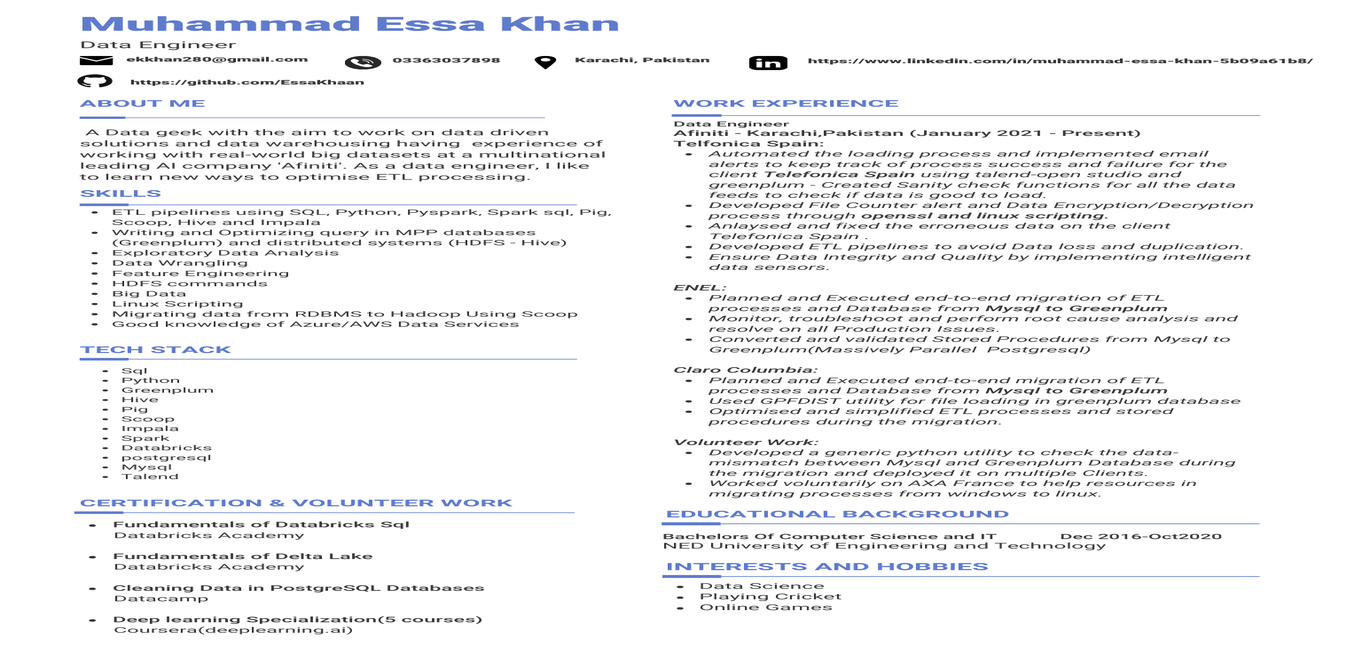 Muhammad Essa Khan
Data Engineer
ekkhan280@gmail.com 03363037898 Karachi, Pakistan https://www.linkedin.com/in/muhammad-essa-khan-5b09a61b8/
https://github.com/EssaKhaan
ABOUT ME
A Data geek with the aim to work on data driven
solutions and data warehousing having experience of
working with real-world big datasets at a multinational
leading AI company 'Afiniti'. As a data engineer, I like
to learn new ways to optimise ETL processing.
SKILLS
• ETL pipelines using SQL, Python, Pyspark, Spark sql, Pig,
Scoop, Hive and Impala
• Writing and Optimizing query in MPP databases
(Greenplum) and distributed systems (HDFS - Hive)
• Exploratory Data Analysis
• Data Wrangling
• Feature Engineering
• HDFS commands
• Big Data
• Linux Scripting
• Migrating data from RDBMS to Hadoop Using Scoop
• Good knowledge of Azure/AWS Data Services
TECH STACK
• Sql
• Python
• Greenplum
• Hive
• Pig
• Scoop
• Impala
• Spark
• Databricks
• postgresql
• Mysql
• Talend
CERTIFICATION & VOLUNTEER WORK
• Fundamentals of Databricks Sql
Databricks Academy
• Fundamentals of Delta Lake
Databricks Academy
• Cleaning Data in PostgreSQL Databases
Datacamp
• Deep learning Specialization(5 courses)
Coursera(deeplearning.ai)
WORK EXPERIENCE
Data Engineer
Afiniti - Karachi,Pakistan (January 2021 - Present)
Telfonica Spain:
• Automated the loading process and implemented email
alerts to keep track of process success and failure for the
client Telefonica Spain using talend-open studio and
greenplum - Created Sanity check functions for all the data
feeds to check if data is good to load.
• Developed File Counter alert and Data Encryption/Decryption
process through openssl and linux scripting.
• Anlaysed and fixed the erroneous data on the client
Telefonica Spain .
• Developed ETL pipelines to avoid Data loss and duplication.
• Ensure Data Integrity and Quality by implementing intelligent
data sensors.
ENEL:
• Planned and Executed end-to-end migration of ETL
processes and Database from Mysql to Greenplum
• Monitor, troubleshoot and perform root cause analysis and
resolve on all Production Issues.
• Converted and validated Stored Procedures from Mysql to
Greenplum(Massively Parallel Postgresql)
Claro Columbia:
• Planned and Executed end-to-end migration of ETL
processes and Database from Mysql to Greenplum
• Used GPFDIST utility for file loading in greenplum database
• Optimised and simplified ETL processes and stored
procedures during the migration.
Volunteer Work:
• Developed a generic python utility to check the data-
mismatch between Mysql and Greenplum Database during
the migration and deployed it on multiple Clients.
• Worked voluntarily on AXA France to help resources in
migrating processes from windows to linux.
EDUCATIONAL BACKGROUND
Bachelors Of Computer Science and IT Dec 2016-Oct2020
NED University of Engineering and Technology
INTERESTS AND HOBBIES
• Data Science
• Playing Cricket
• Online Games